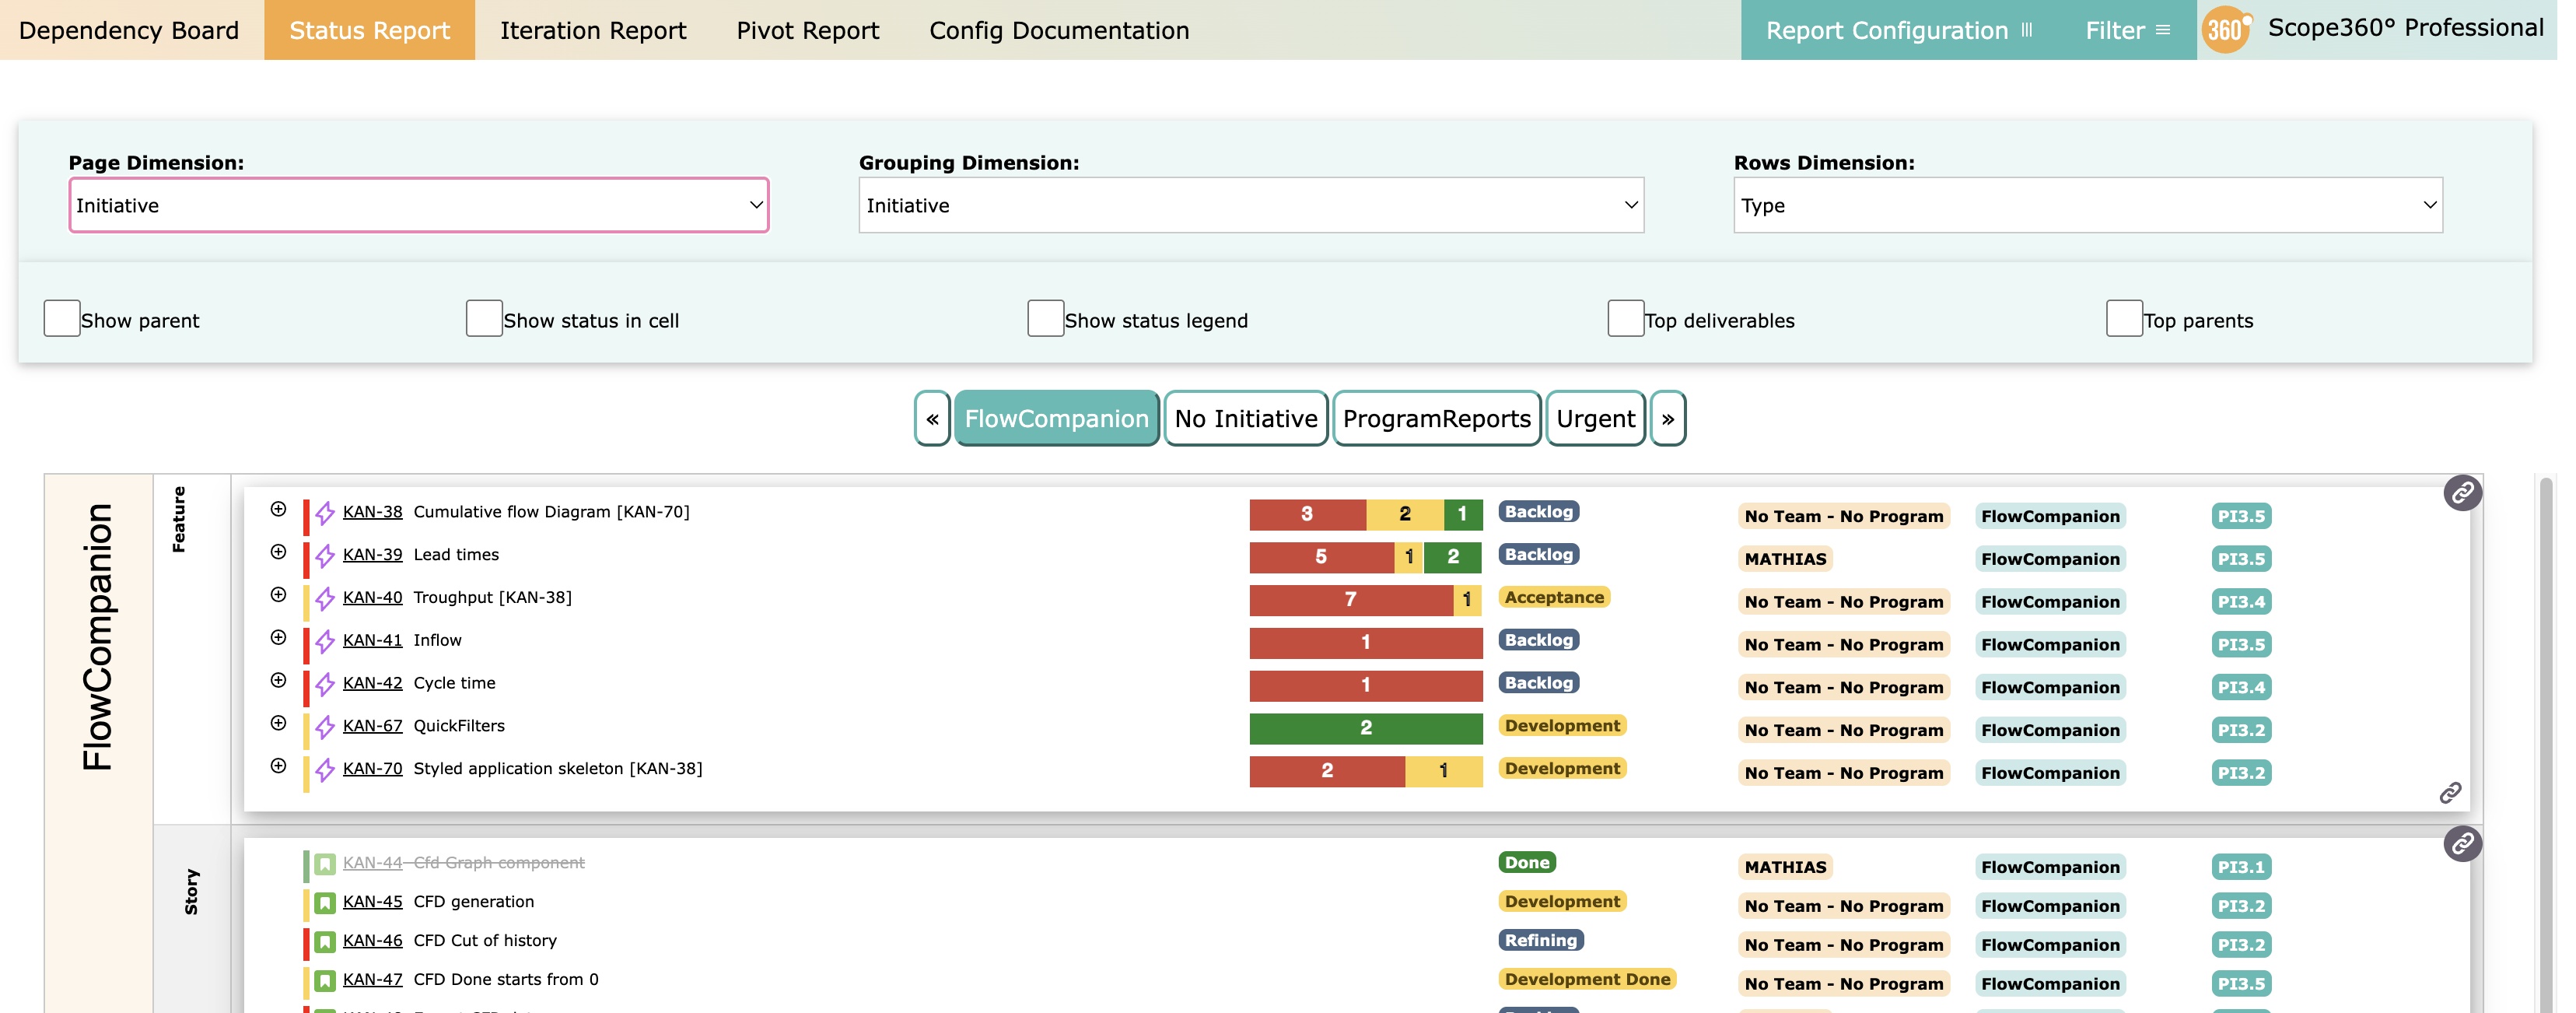 Dependency Board Status Report Iteration Report Pivot Report Config Documentation Report Configuration Filter 360° Scope360° Professional
Page Dimension: Grouping Dimension: Rows Dimension:
Initiative Initiative Type
Show parent Show status in cell Show status legend Top deliverables Top parents
« FlowCompanion No Initiative ProgramReports Urgent »
FlowCompanion
Feature
KAN-38 Cumulative flow Diagram [KAN-70] 3 2 1 Backlog No Team - No Program FlowCompanion PI3.5
KAN-39 Lead times 5 1 2 Backlog MATHIAS FlowCompanion PI3.5
KAN-40 Troughput [KAN-38] 7 1 Acceptance No Team - No Program FlowCompanion PI3.4
KAN-41 Inflow 1 Backlog No Team - No Program FlowCompanion PI3.5
KAN-42 Cycle time 1 Backlog No Team - No Program FlowCompanion PI3.4
KAN-67 QuickFilters 2 Development No Team - No Program FlowCompanion PI3.2
KAN-70 Styled application skeleton [KAN-38] 2 1 Development No Team - No Program FlowCompanion PI3.2
Story
KAN-44 Cfd Graph component Done MATHIAS FlowCompanion PI3.1
KAN-45 CFD generation Development No Team - No Program FlowCompanion PI3.2
KAN-46 CFD Cut of history Refining No Team - No Program FlowCompanion PI3.2
KAN-47 CFD Done starts from 0 Development Done No Team - No Program FlowCompanion PI3.5